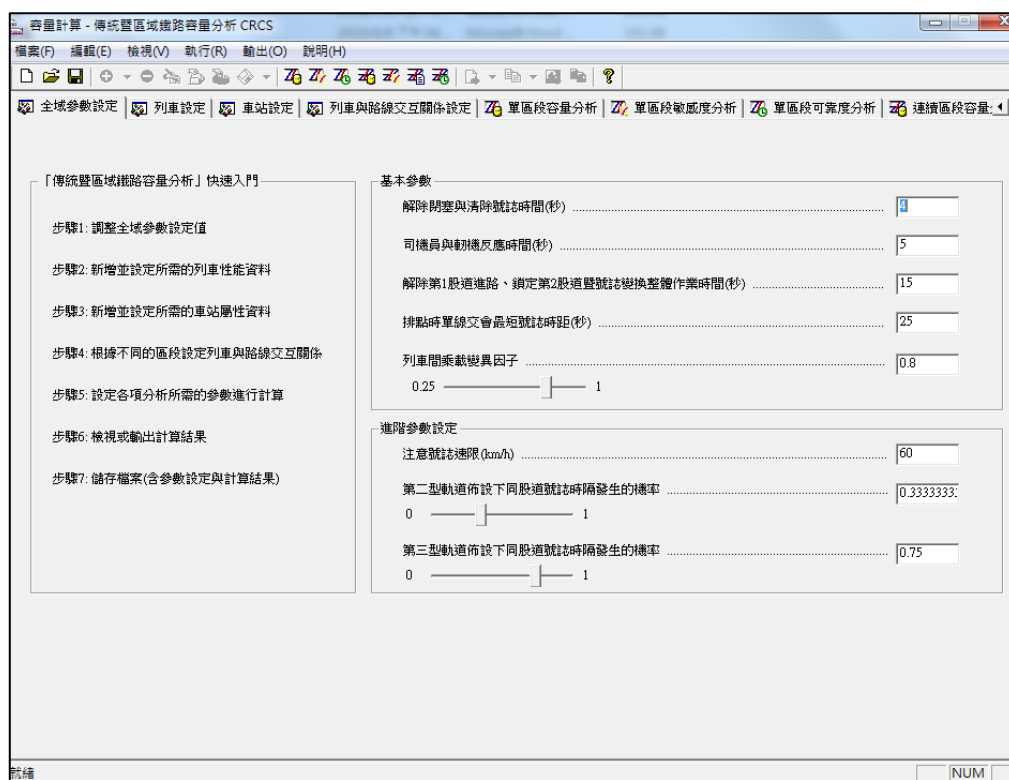 容量計算 - 傳統暨區域鐵路容量分析 CRCS
檔案(F) 編輯(E) 檢視(V) 執行(R) 輸出(O) 說明(H)
全域參數設定 列車設定 車站設定 列車與路線交互關係設定 單區段容量分析 單區段敏感度分析 單區段可靠度分析 連續區段容量
「傳統暨區域鐵路容量分析」快速入門
步驟1: 調整全域參數設定值
步驟2: 新增並設定所需的列車性能資料
步驟3: 新增並設定所需的車站屬性資料
步驟4: 根據不同的區段設定列車與路線交互關係
步驟5: 設定各項分析所需的參數進行計算
步驟6: 檢視或輸出計算結果
步驟7: 儲存檔案(含參數設定與計算結果)
基本參數
解除閉塞與清除號誌時間(秒) 4
司機員與軔機反應時間(秒) 5
解除第1股道進路、鎖定第2股道暨號誌變換整體作業時間(秒) 15
排點時單線交會最短號誌時距(秒) 25
列車間乘載變異因子 0.8
0.25 1
進階參數設定
注意號誌速限(km/h) 60
第二型軌道佈設下同股道號誌時隔發生的機率 0.3333333
0 1
第三型軌道佈設下同股道號誌時隔發生的機率 0.75
0 1
就緒 NUM